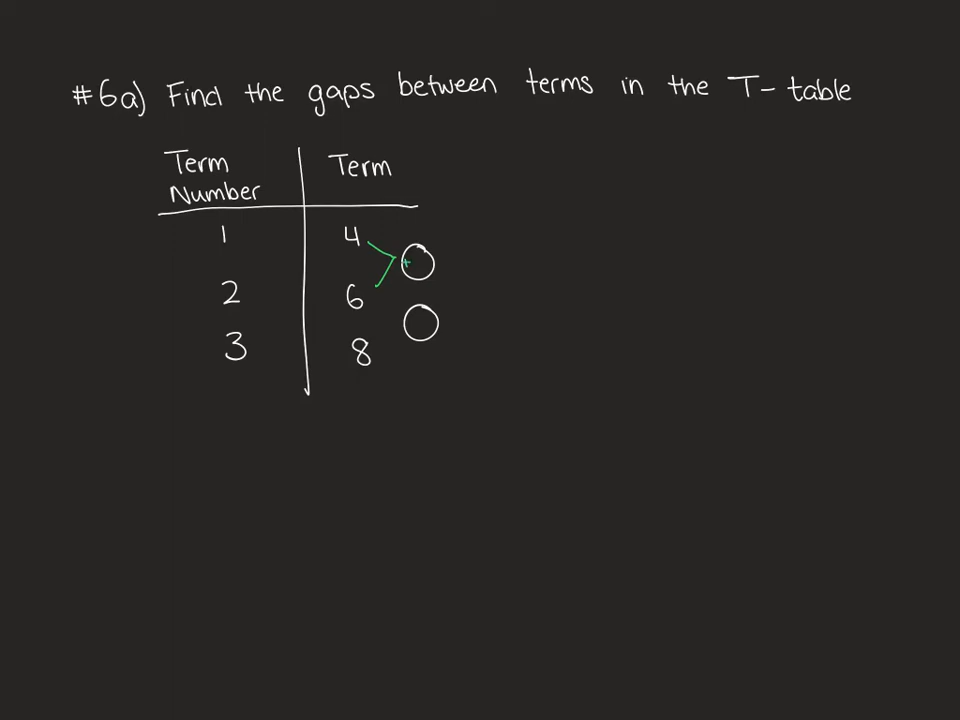 #6a) Find the gaps between terms in the T-table
Term Number Term
1 4
+
2 6
3 8